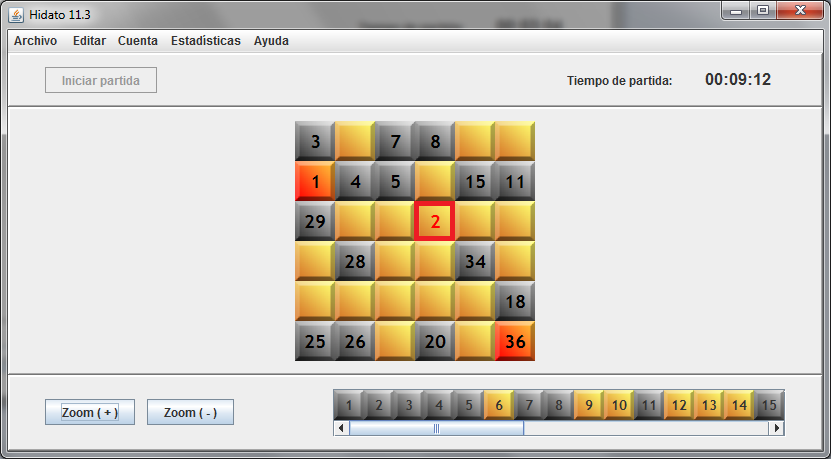 Hidato 11.3
Archivo Editar Cuenta Estadísticas Ayuda
Iniciar partida Tiempo de partida: 00:09:12
3 7 8
1 4 5 15 11
29 2
28 34
18
25 26 20 36
Zoom ( + ) Zoom ( - ) 1 2 3 4 5 6 7 8 9 10 11 12 13 14 15